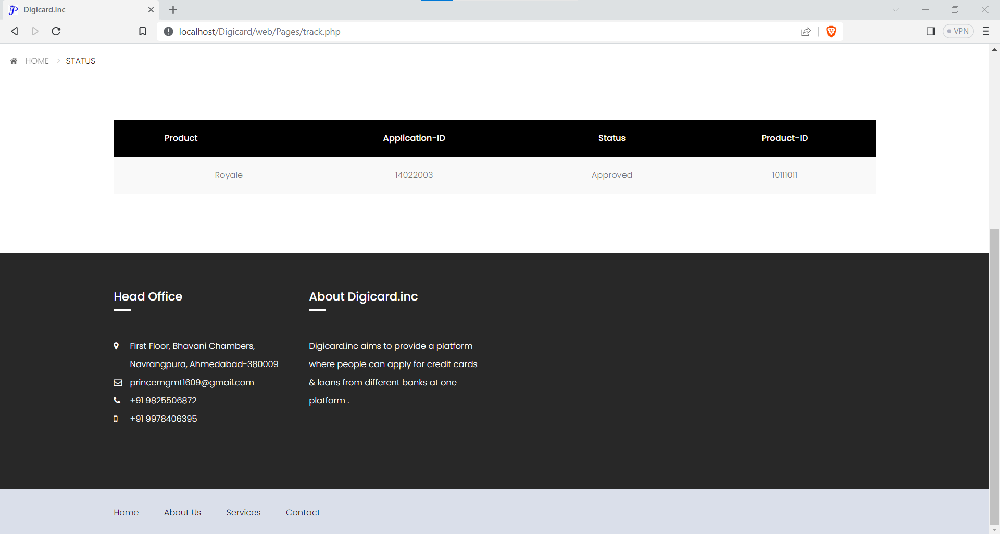 Digicard.inc
localhost/Digicard/web/Pages/track.php
VPN
HOME > STATUS
Product Application-ID Status Product-ID
Royale 14022003 Approved 10111011
Head Office
First Floor, Bhavani Chambers,
Navrangpura, Ahmedabad-380009
princemgmt1609@gmail.com
+91 9825506872
+91 9978406395
About Digicard.inc
Digicard.inc aims to provide a platform
where people can apply for credit cards
& loans from different banks at one
platform .
Home About Us Services Contact